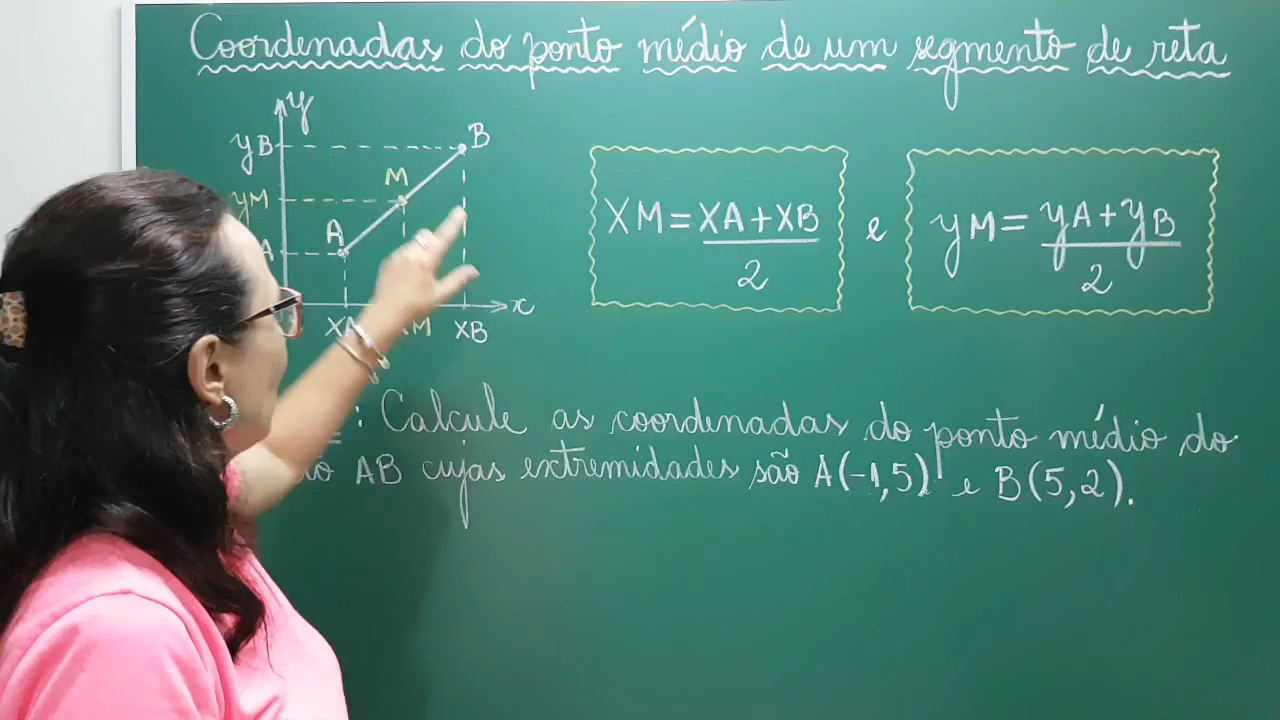 Coordenadas do ponto médio de um segmento de reta
y
yB
B
M
yM
A
A
x
XM
XB
XM = XA + XB
2
e
yM = yA + yB
2
: Calcule as coordenadas do ponto médio do
AB cujas extremidades são A(-1,5) e B(5,2).